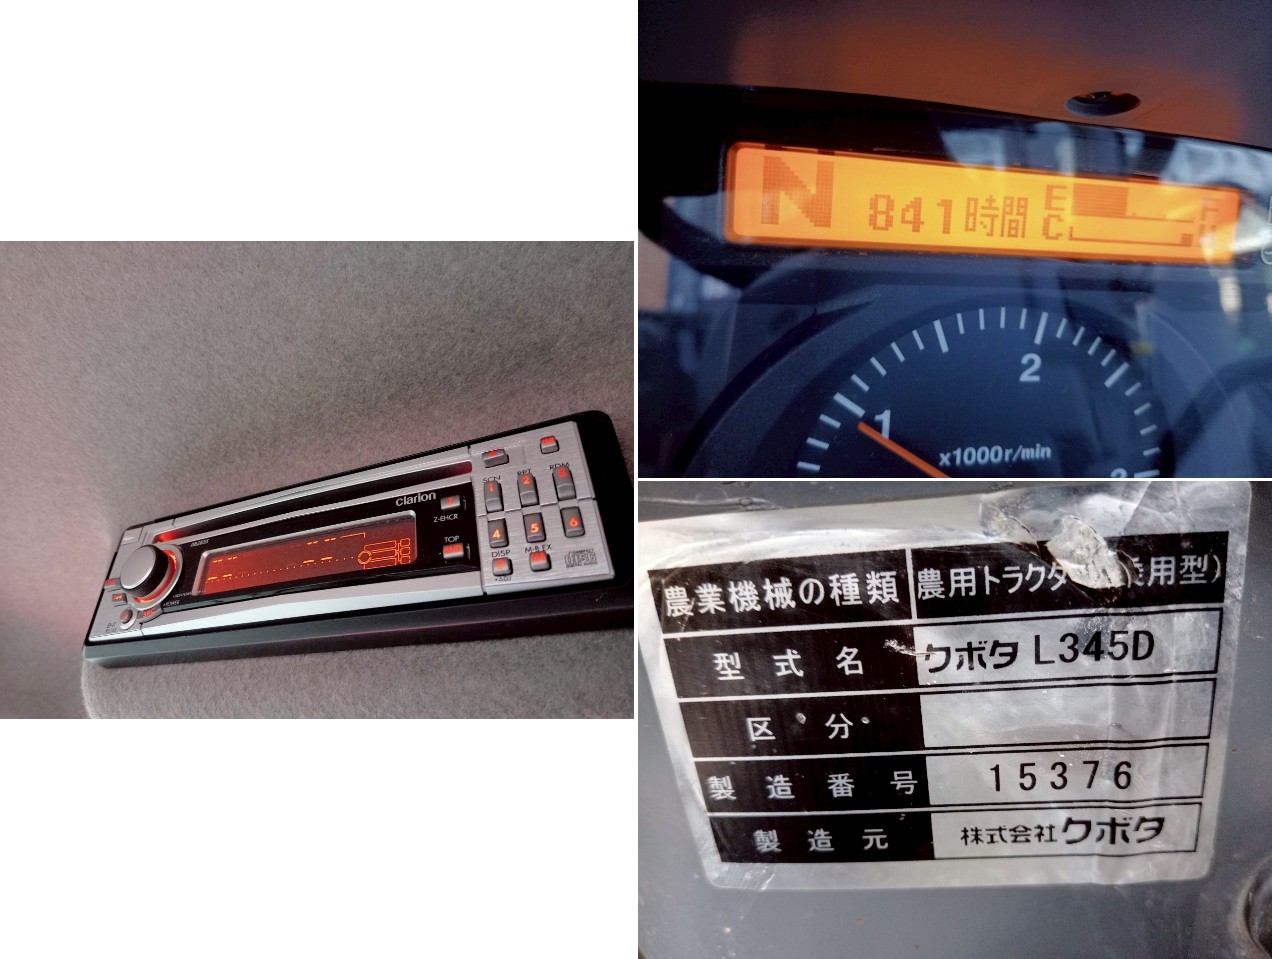 clarion
Z-EHCR
TOP
SCN
RPT
RDM
1
2
3
4
5
6
DISP
M-B EX
N 841時間 E F
C H
1
2
x1000r/min
農業機械の種類 農用トラクタ 用型)
型式名 クボタ L345D
区分
製造番号 15376
製造元 株式会社クボタ